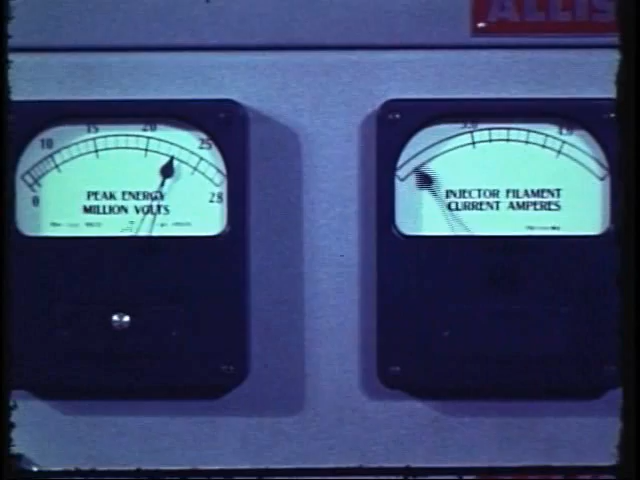 ALLIS
10 15 20 25
0 28
PEAK ENERGY
MILLION VOLTS
INJECTOR FILAMENT
CURRENT AMPERES